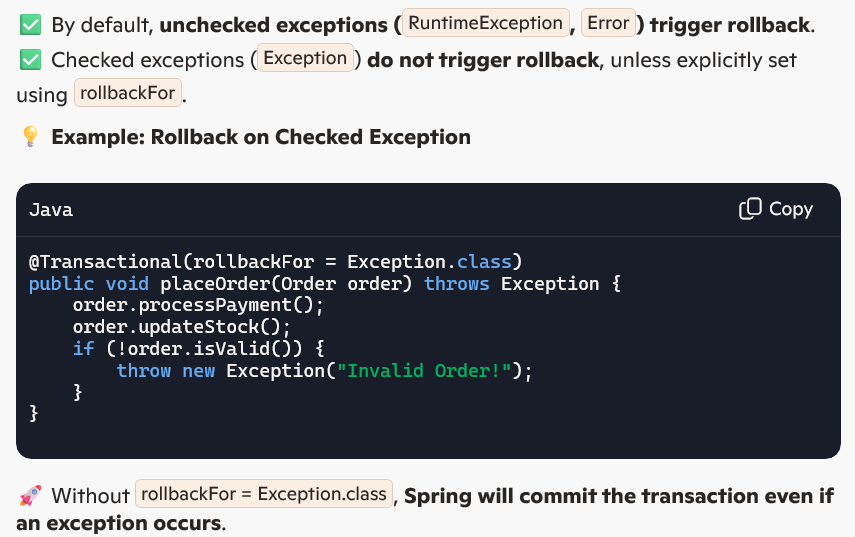 ✅ By default, unchecked exceptions (RuntimeException, Error) trigger rollback.
✅ Checked exceptions (Exception) do not trigger rollback, unless explicitly set
using rollbackFor.
💡 Example: Rollback on Checked Exception
Java Copy
@Transactional(rollbackFor = Exception.class)
public void placeOrder(Order order) throws Exception {
    order.processPayment();
    order.updateStock();
    if (!order.isValid()) {
        throw new Exception("Invalid Order!");
    }
}
🚀 Without rollbackFor = Exception.class, Spring will commit the transaction even if
an exception occurs.